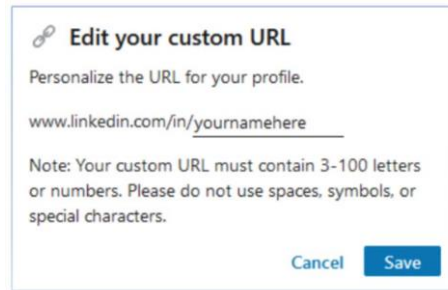 Edit your custom URL
Personalize the URL for your profile.
www.linkedin.com/in/yournamehere
Note: Your custom URL must contain 3-100 letters
or numbers. Please do not use spaces, symbols, or
special characters.
Cancel Save